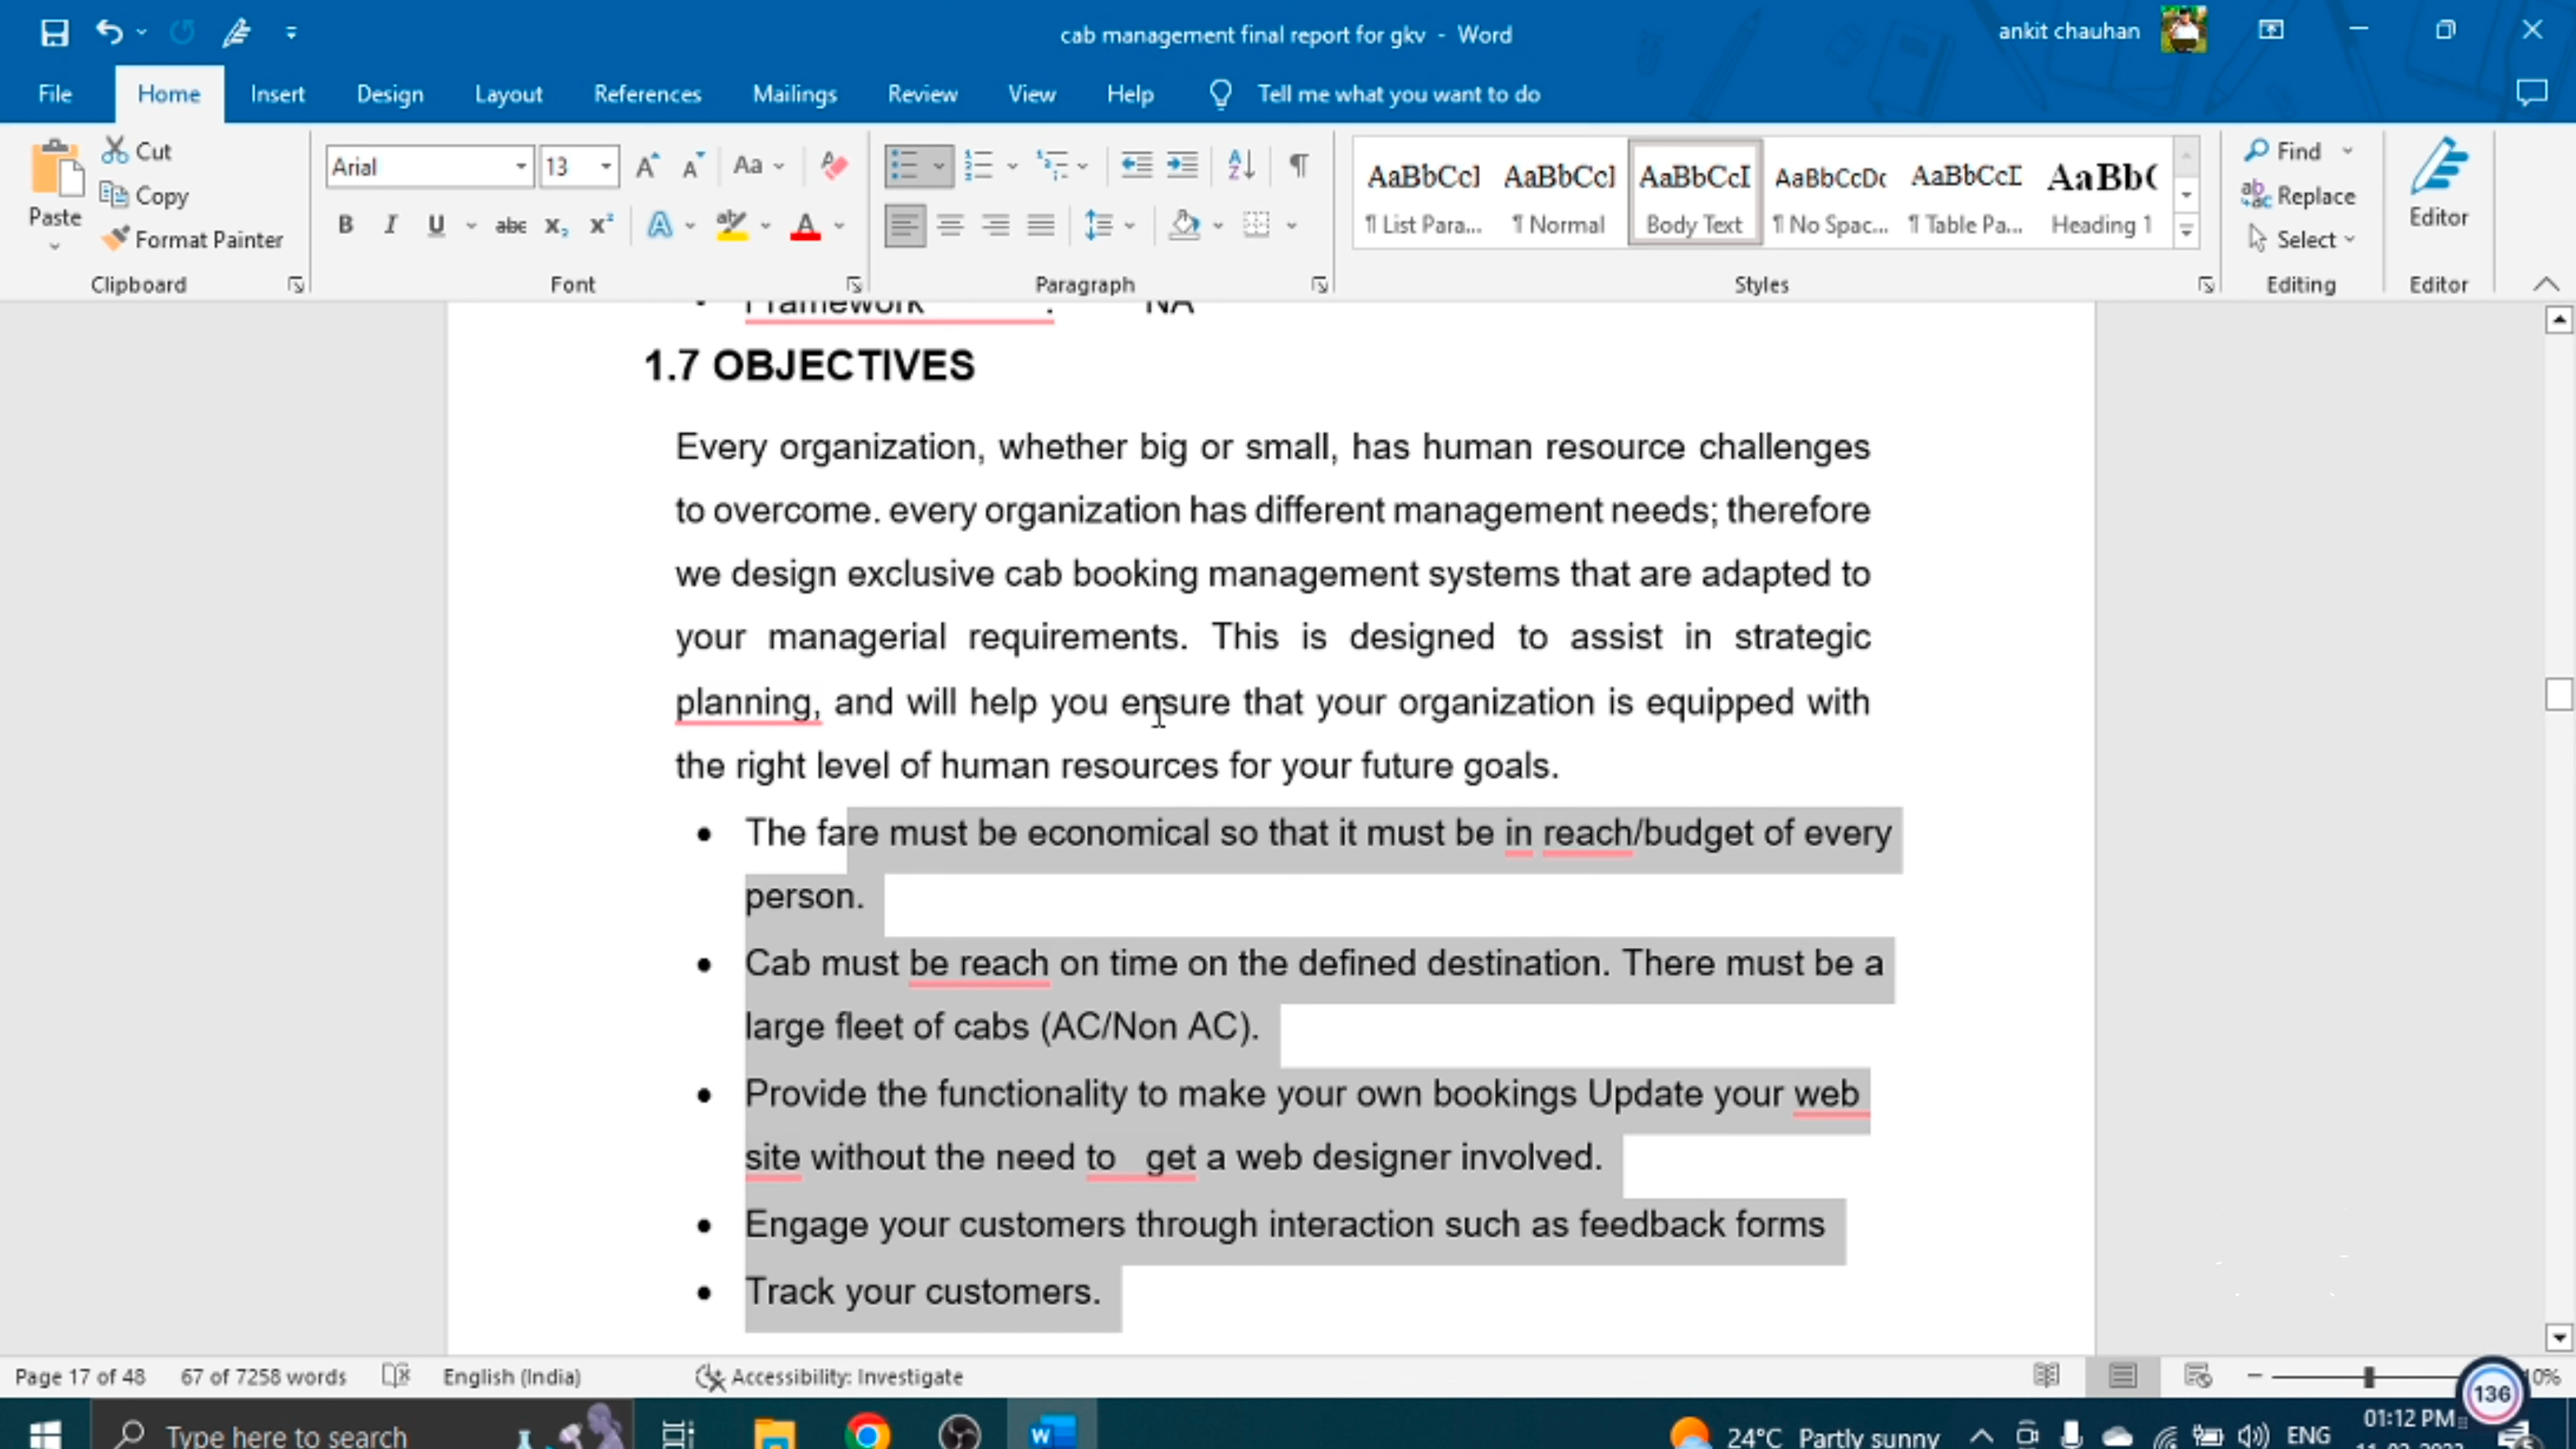 cab management final report for gkv - Word
ankit chauhan
File Home Insert Design Layout References Mailings Review View Help Tell me what you want to do
Paste
Cut
Copy
Format Painter
Clipboard
Arial 13
Font
Paragraph
AaBbCcI AaBbCcI AaBbCcI AaBbCcDc AaBbCcI AaBb(
¶ List Para... ¶ Normal Body Text ¶ No Spac... ¶ Table Pa... Heading 1
Styles
Find
Replace
Select
Editing
Editor
Editor
Framework : NA
1.7 OBJECTIVES
Every organization, whether big or small, has human resource challenges
to overcome. every organization has different management needs; therefore
we design exclusive cab booking management systems that are adapted to
your managerial requirements. This is designed to assist in strategic
planning, and will help you ensure that your organization is equipped with
the right level of human resources for your future goals.
• The fare must be economical so that it must be in reach/budget of every
person.
• Cab must be reach on time on the defined destination. There must be a
large fleet of cabs (AC/Non AC).
• Provide the functionality to make your own bookings Update your web
site without the need to get a web designer involved.
• Engage your customers through interaction such as feedback forms
• Track your customers.
Page 17 of 48 67 of 7258 words English (India) Accessibility: Investigate
136
Type here to search
24°C Partly sunny
ENG
01:12 PM